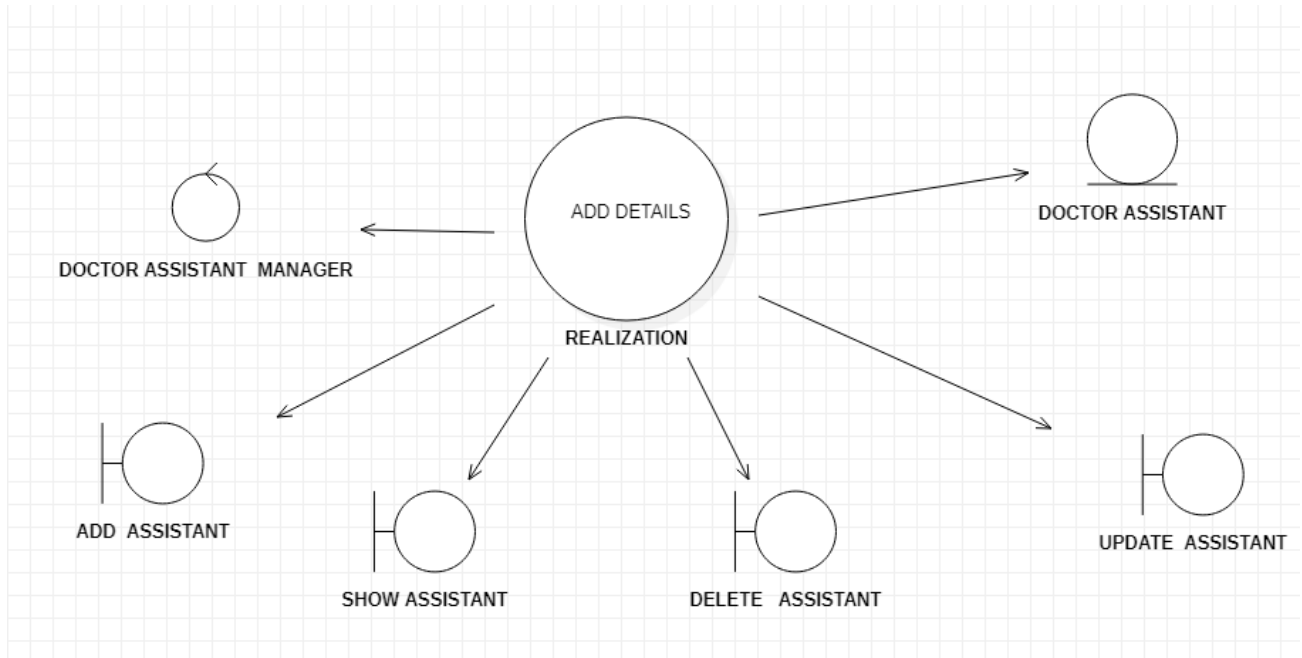 ADD DETAILS
DOCTOR ASSISTANT
DOCTOR ASSISTANT MANAGER
REALIZATION
ADD ASSISTANT
UPDATE ASSISTANT
SHOW ASSISTANT
DELETE ASSISTANT